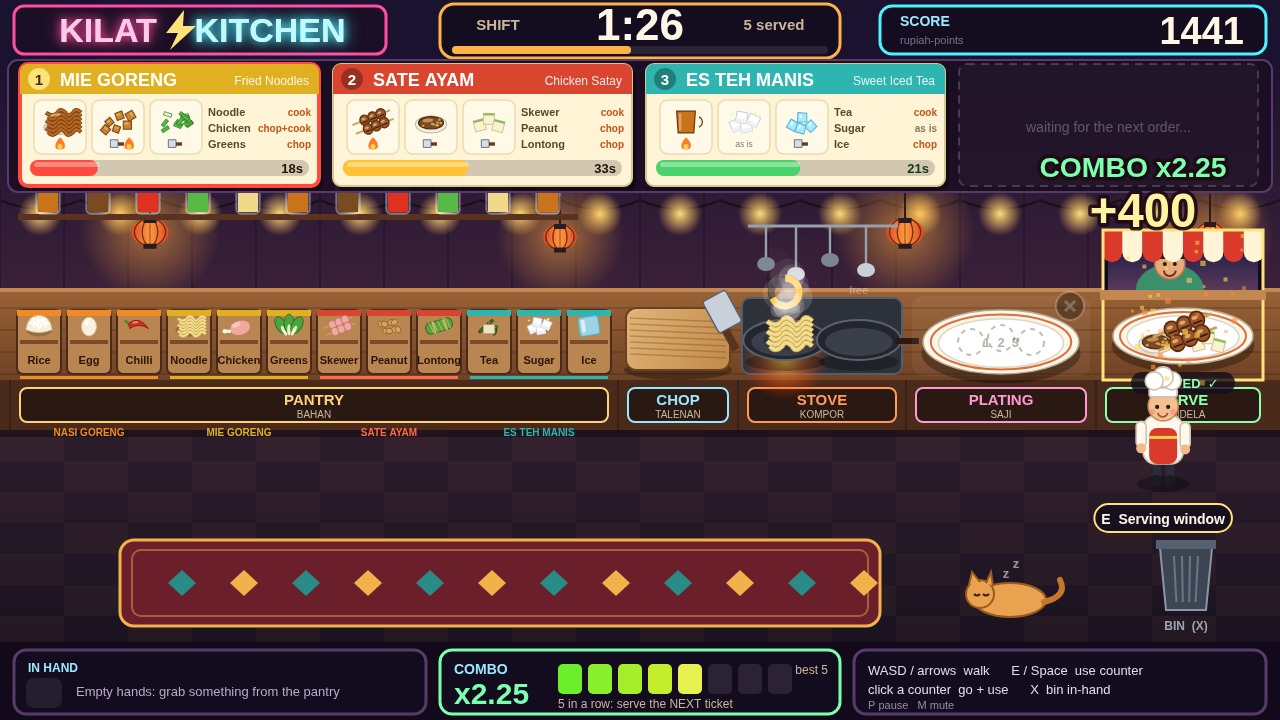 KILAT KITCHEN
SHIFT 1:26 5 served
SCORE
rupiah-points
1441
1 MIE GORENG Fried Noodles
Noodle cook
Chicken chop+cook
Greens chop
18s
2 SATE AYAM Chicken Satay
Skewer cook
Peanut chop
Lontong chop
33s
3 ES TEH MANIS Sweet Iced Tea
as is
Tea cook
Sugar as is
Ice chop
21s
waiting for the next order...
COMBO x2.25
+400
free
Rice Egg Chilli Noodle Chicken Greens Skewer Peanut Lontong Tea Sugar Ice
1 2 3
PANTRY
BAHAN
CHOP
TALENAN
STOVE
KOMPOR
PLATING
SAJI
NASI GORENG MIE GORENG SATE AYAM ES TEH MANIS
E Serving window
z
z
BIN (X)
IN HAND
Empty hands: grab something from the pantry
COMBO
x2.25
best 5
5 in a row: serve the NEXT ticket
WASD / arrows walk E / Space use counter
click a counter go + use X bin in-hand
P pause M mute